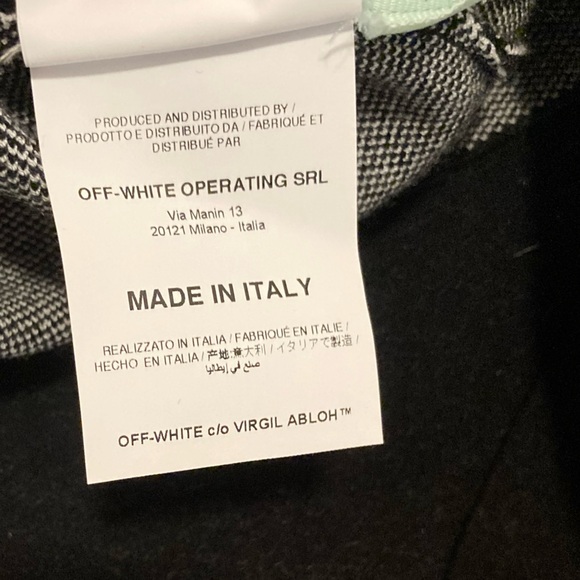 PRODUCED AND DISTRIBUTED BY /
PRODOTTO E DISTRIBUITO DA / FABRIQUÉ ET
DISTRIBUÉ PAR
OFF-WHITE OPERATING SRL
Via Manin 13
20121 Milano - Italia
MADE IN ITALY
REALIZZATO IN ITALIA / FABRIQUÉ EN ITALIE /
HECHO EN ITALIA / 产地:意大利 / イタリアで製造 /
صنع في إيطاليا
OFF-WHITE c/o VIRGIL ABLOH™